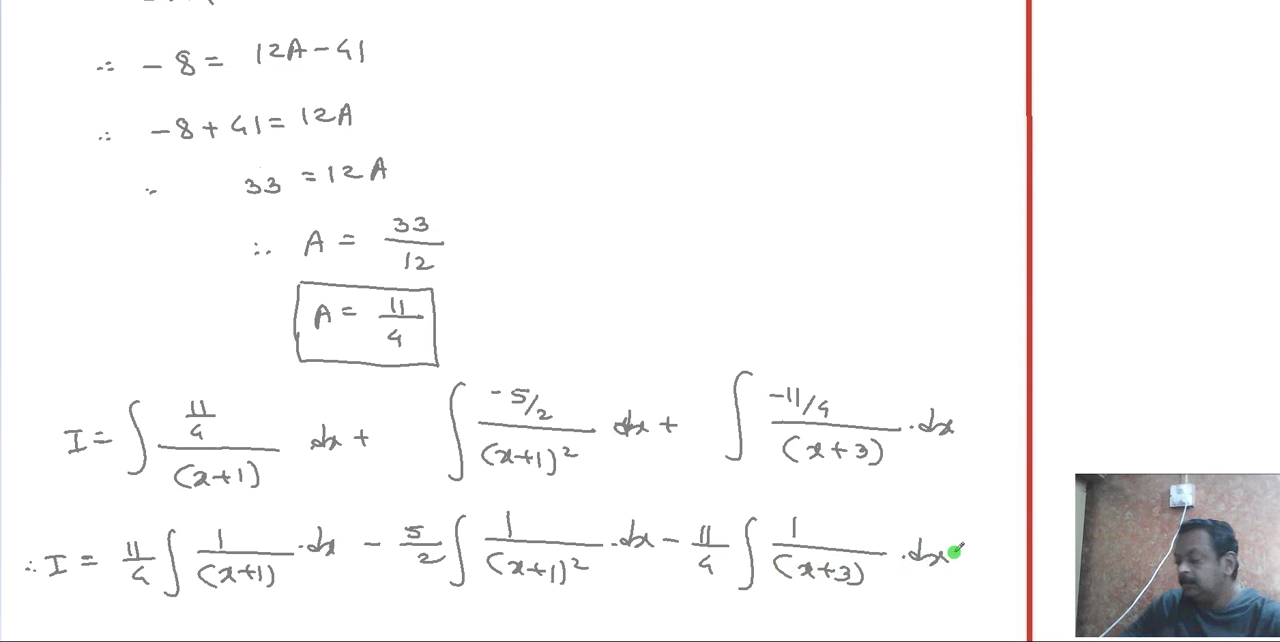 ∴ -8 = 12A - 41
∴ -8 + 41 = 12A
∴ 33 = 12A
∴ A = 33/12
A = 11/4
I = ∫ (11/4)/(x+1) dx + ∫ (-5/2)/(x+1)² dx + ∫ (-11/4)/(x+3) .dx
∴ I = 11/4 ∫ 1/(x+1) .dx - 5/2 ∫ 1/(x+1)² .dx - 11/4 ∫ 1/(x+3) .dx